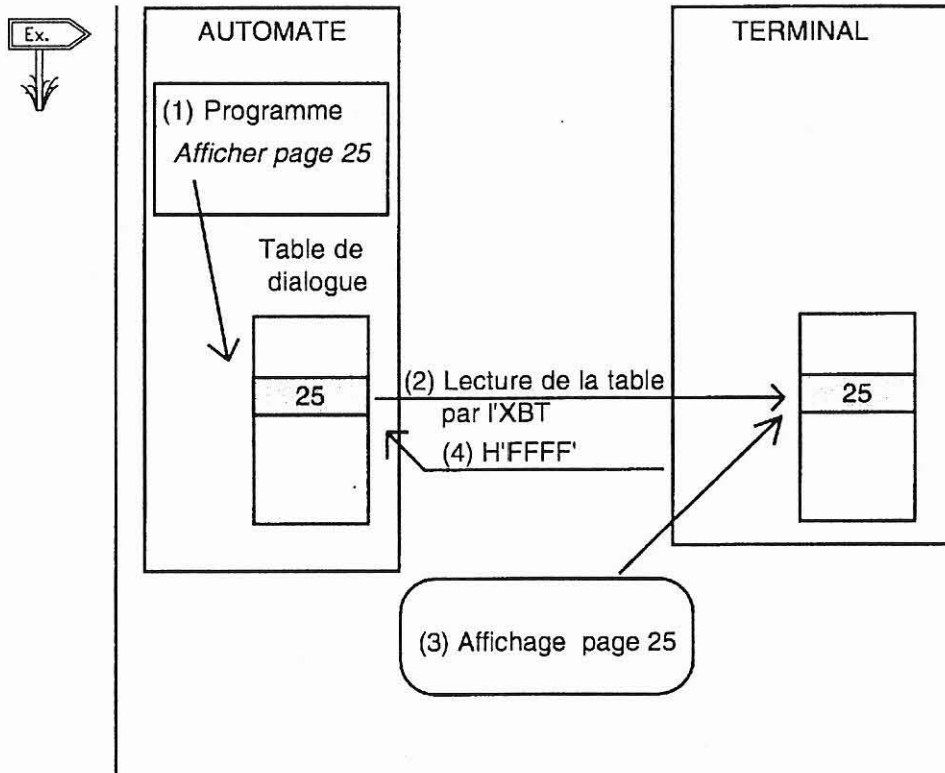 Ex.
AUTOMATE
TERMINAL
(1) Programme
Afficher page 25
Table de
dialogue
25
(2) Lecture de la table
par l'XBT
(4) H'FFFF'
25
(3) Affichage page 25